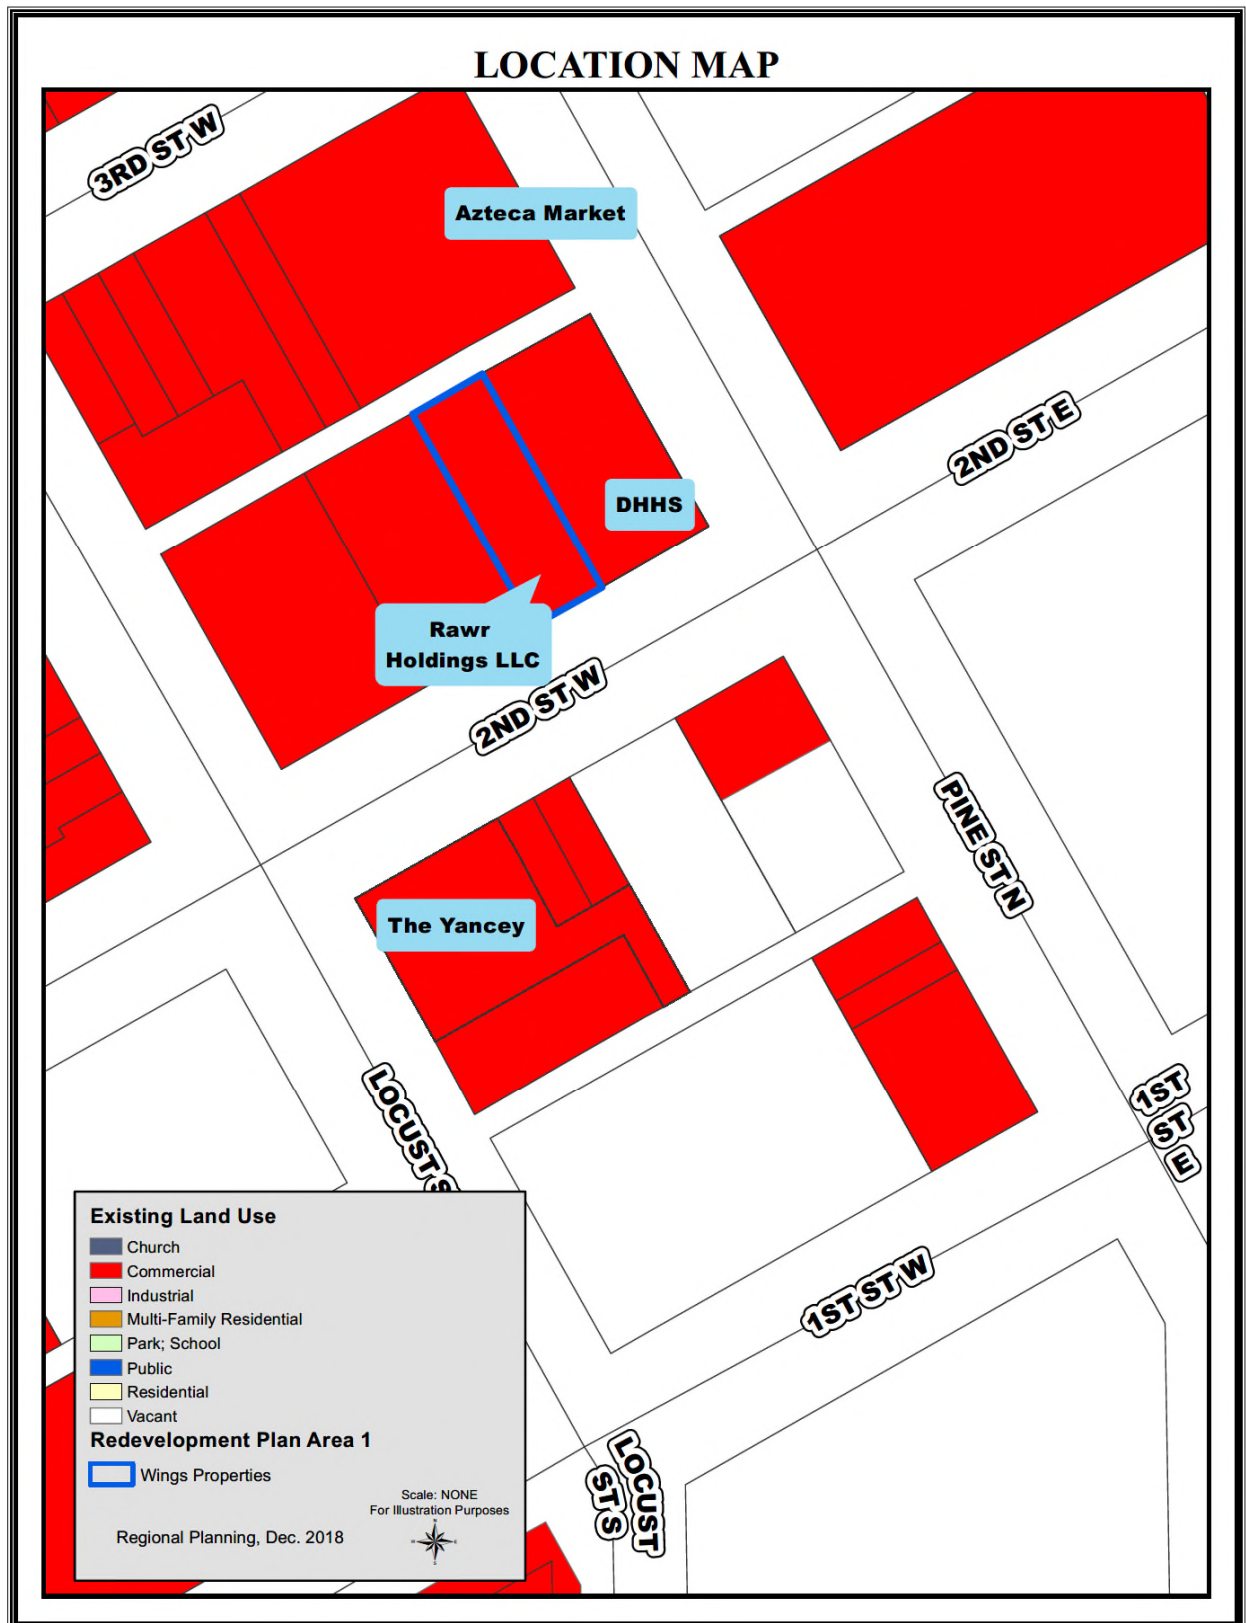 LOCATION MAP
3RD ST W
Azteca Market
2ND ST E
DHHS
Rawr
Holdings LLC
2ND ST W
PINE ST N
The Yancey
LOCUST S
1ST
ST
E
1ST ST W
LOCUST
ST S
Existing Land Use
Church
Commercial
Industrial
Multi-Family Residential
Park; School
Public
Residential
Vacant
Redevelopment Plan Area 1
Wings Properties
Scale: NONE
For Illustration Purposes
Regional Planning, Dec. 2018